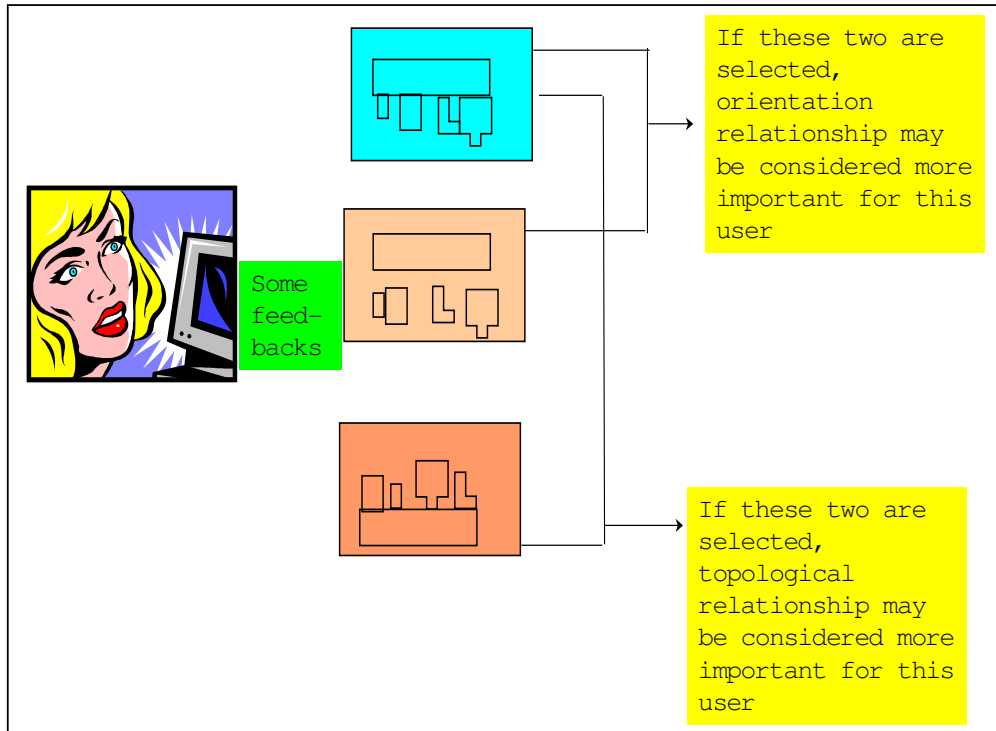 If these two are
selected,
orientation
relationship may
be considered more
important for this
user
Some
feed-
backs
If these two are
selected,
topological
relationship may
be considered more
important for this
user